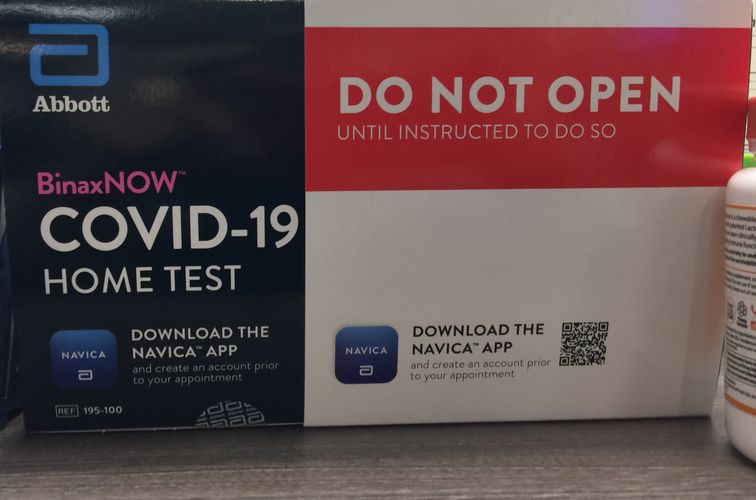 Abbott
BinaxNOW™
COVID-19
HOME TEST
NAVICA
DOWNLOAD THE
NAVICA™ APP
and create an account prior
to your appointment
REF 195-100
DO NOT OPEN
UNTIL INSTRUCTED TO DO SO
NAVICA
DOWNLOAD THE
NAVICA™ APP
and create an account prior
to your appointment
is a chewable